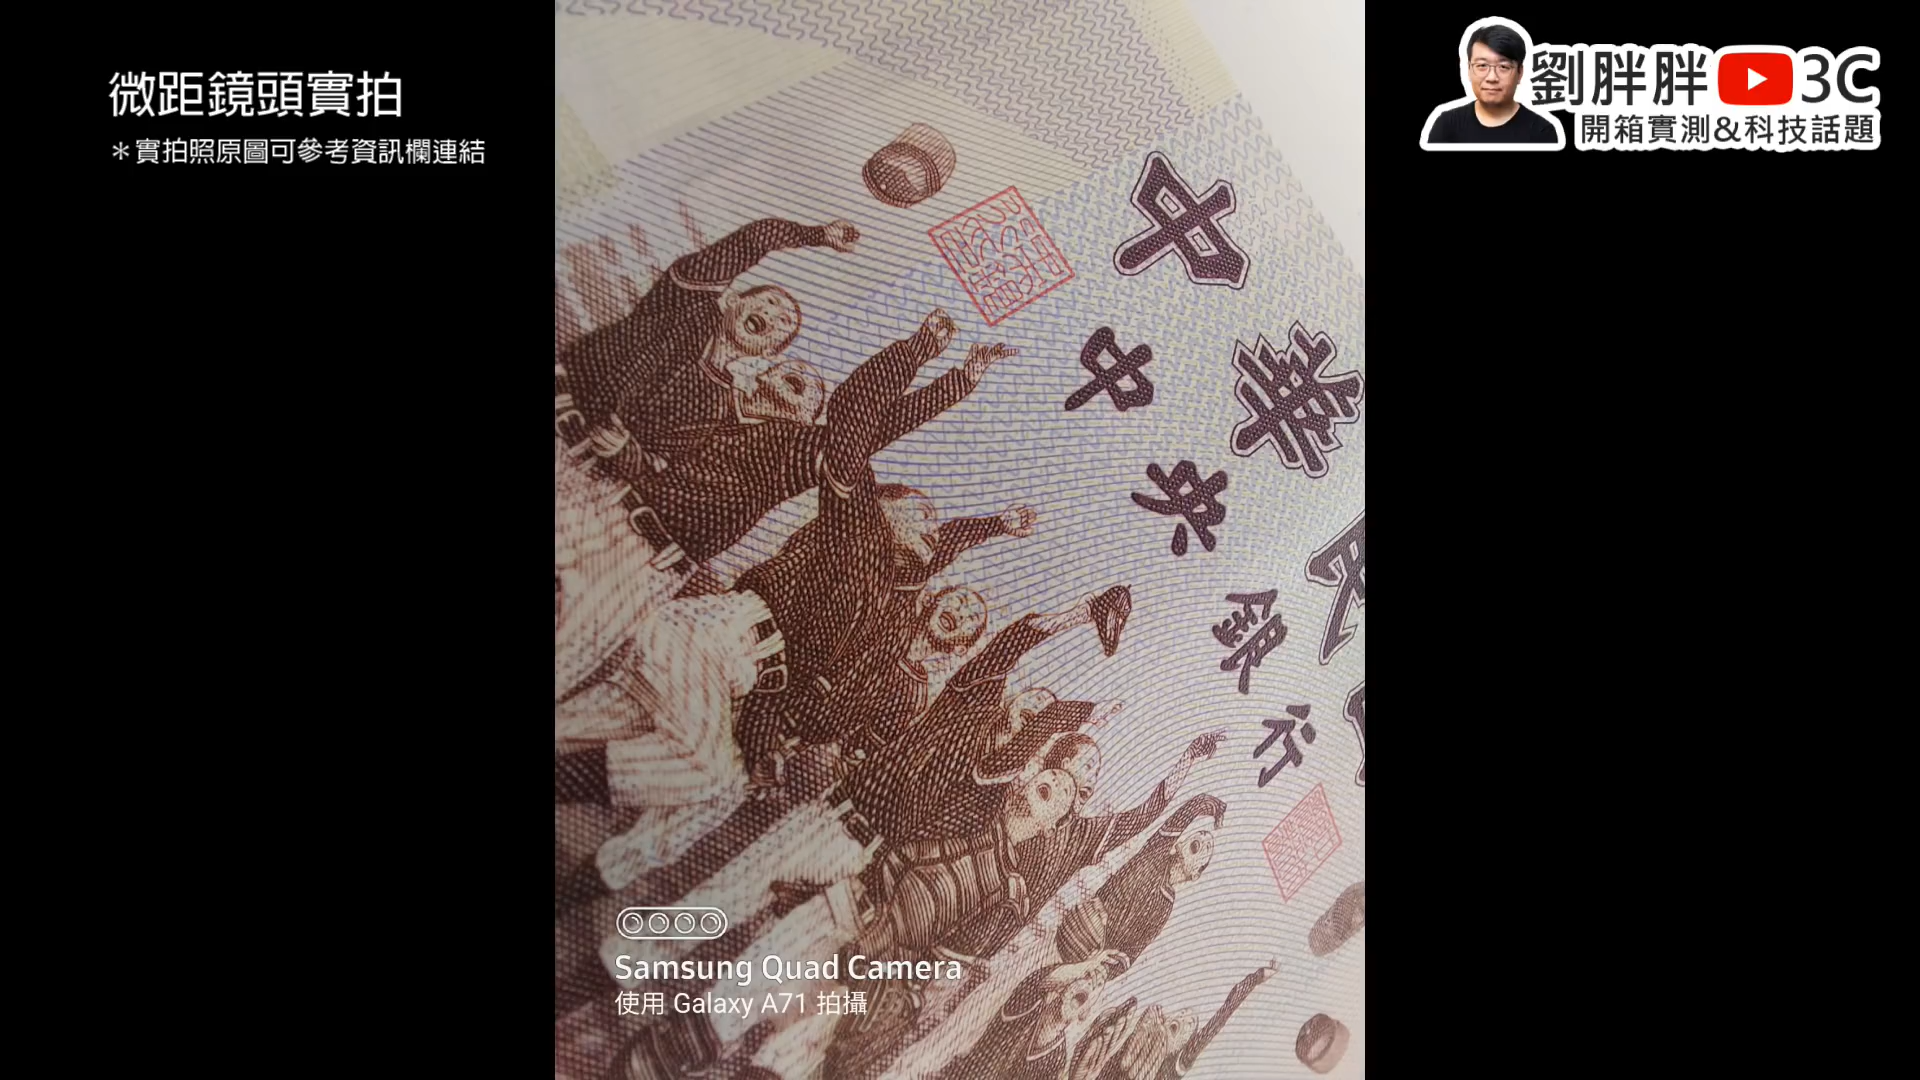 微距鏡頭實拍
＊實拍照原圖可參考資訊欄連結
劉胖胖 3C
開箱實測&科技話題
中華民
中央銀行
Samsung Quad Camera
使用 Galaxy A71 拍攝